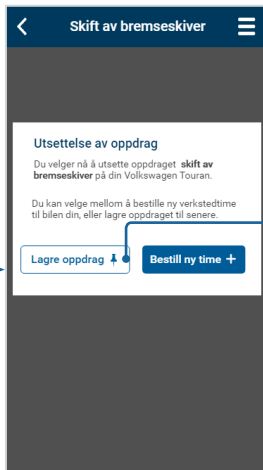 Skift av bremseskiver
Utsettelse av oppdrag
Du velger nå å utsette oppdraget skift av
bremseskiver på din Volkswagen Touran.
Du kan velge mellom å bestille ny verkstedtime
til bilen din, eller lagre oppdraget til senere.
Lagre oppdrag
Bestill ny time +